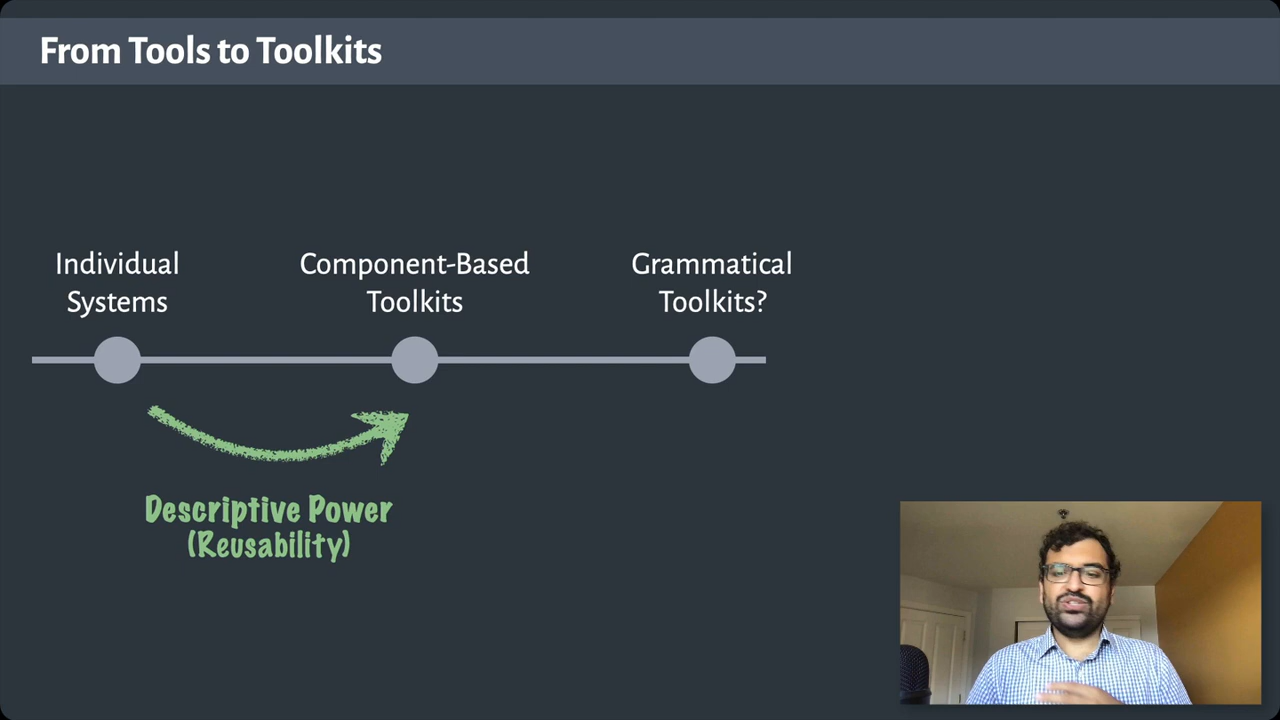 From Tools to Toolkits
Individual
Systems
Component-Based
Toolkits
Grammatical
Toolkits?
Descriptive Power
(Reusability)